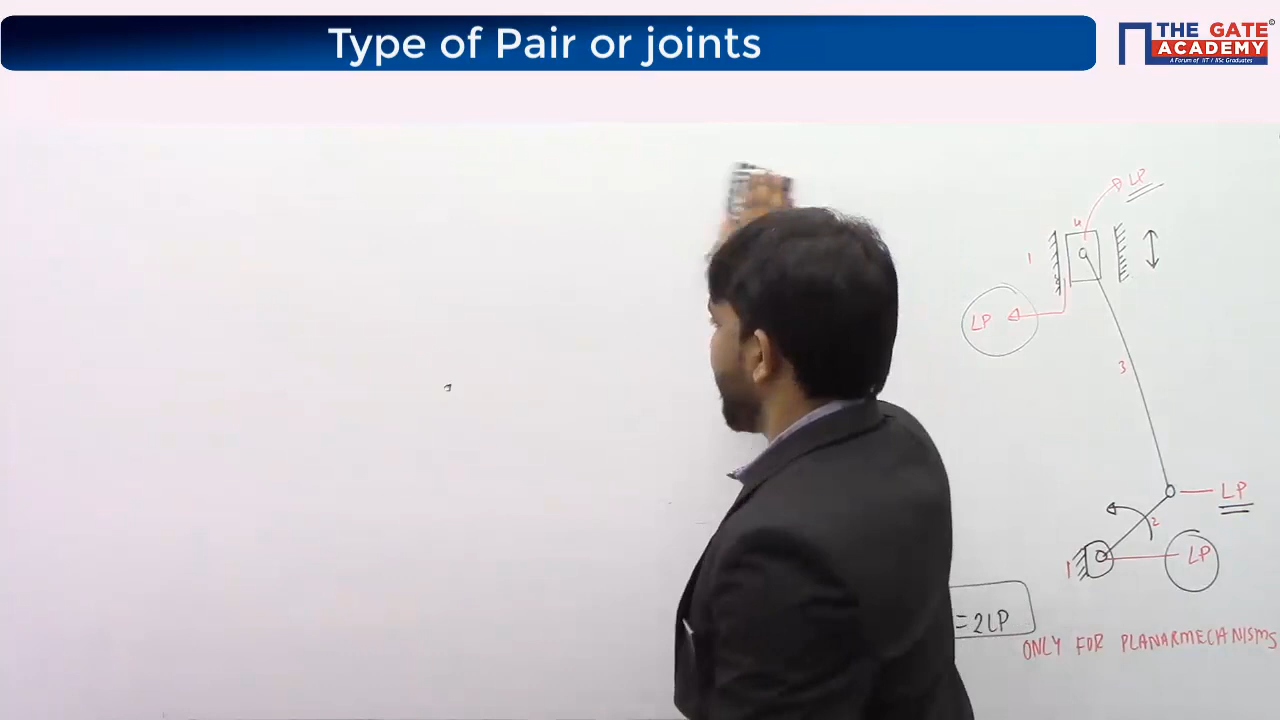 Type of Pair or joints
THE GATE
ACADEMY
A Forum of IIT / IISc Graduates
LP
4
1
LP
3
LP
2
1
LP
= 2LP
ONLY FOR PLANARMECHANISMS